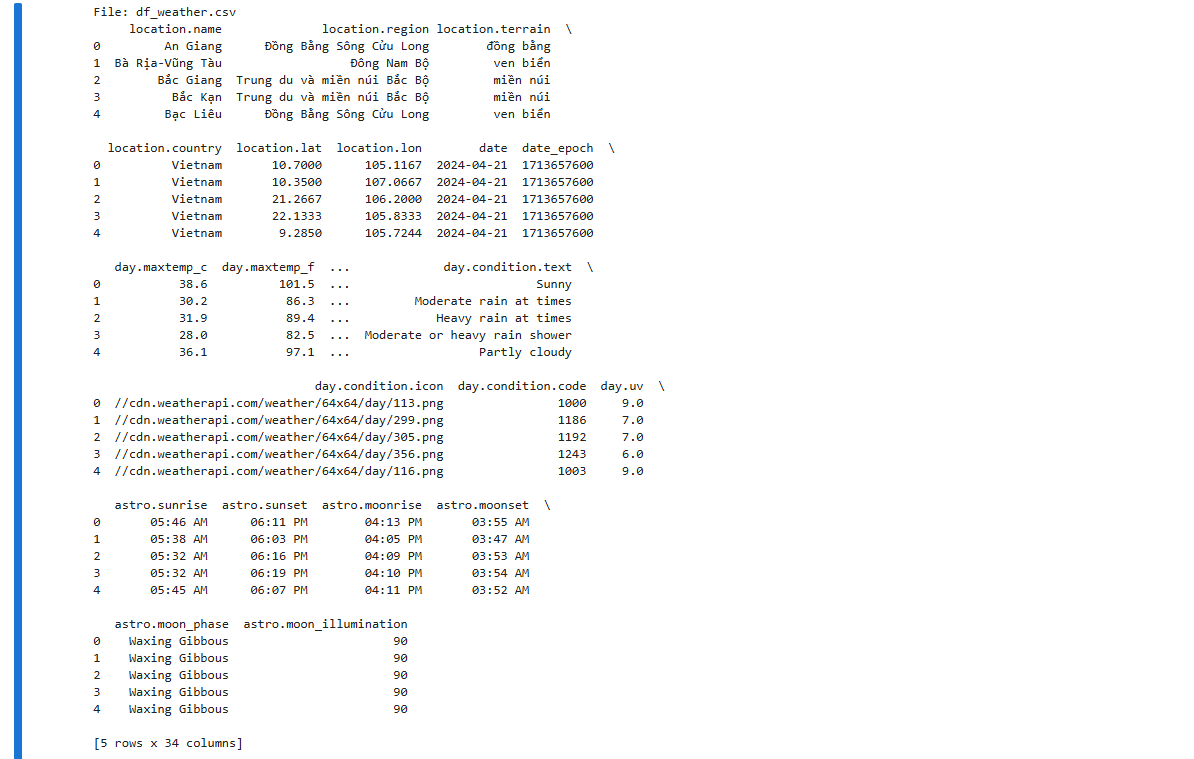 File: df_weather.csv
location.name location.region location.terrain \
0 An Giang Đồng Bằng Sông Cửu Long đồng bằng
1 Bà Rịa-Vũng Tàu Đông Nam Bộ ven biển
2 Bắc Giang Trung du và miền núi Bắc Bộ miền núi
3 Bắc Kạn Trung du và miền núi Bắc Bộ miền núi
4 Bạc Liêu Đồng Bằng Sông Cửu Long ven biển
location.country location.lat location.lon date date_epoch \
0 Vietnam 10.7000 105.1167 2024-04-21 1713657600
1 Vietnam 10.3500 107.0667 2024-04-21 1713657600
2 Vietnam 21.2667 106.2000 2024-04-21 1713657600
3 Vietnam 22.1333 105.8333 2024-04-21 1713657600
4 Vietnam 9.2850 105.7244 2024-04-21 1713657600
day.maxtemp_c day.maxtemp_f ... day.condition.text \
0 38.6 101.5 ... Sunny
1 30.2 86.3 ... Moderate rain at times
2 31.9 89.4 ... Heavy rain at times
3 28.0 82.5 ... Moderate or heavy rain shower
4 36.1 97.1 ... Partly cloudy
day.condition.icon day.condition.code day.uv \
0 //cdn.weatherapi.com/weather/64x64/day/113.png 1000 9.0
1 //cdn.weatherapi.com/weather/64x64/day/299.png 1186 7.0
2 //cdn.weatherapi.com/weather/64x64/day/305.png 1192 7.0
3 //cdn.weatherapi.com/weather/64x64/day/356.png 1243 6.0
4 //cdn.weatherapi.com/weather/64x64/day/116.png 1003 9.0
astro.sunrise astro.sunset astro.moonrise astro.moonset \
0 05:46 AM 06:11 PM 04:13 PM 03:55 AM
1 05:38 AM 06:03 PM 04:05 PM 03:47 AM
2 05:32 AM 06:16 PM 04:09 PM 03:53 AM
3 05:32 AM 06:19 PM 04:10 PM 03:54 AM
4 05:45 AM 06:07 PM 04:11 PM 03:52 AM
astro.moon_phase astro.moon_illumination
0 Waxing Gibbous 90
1 Waxing Gibbous 90
2 Waxing Gibbous 90
3 Waxing Gibbous 90
4 Waxing Gibbous 90
[5 rows x 34 columns]